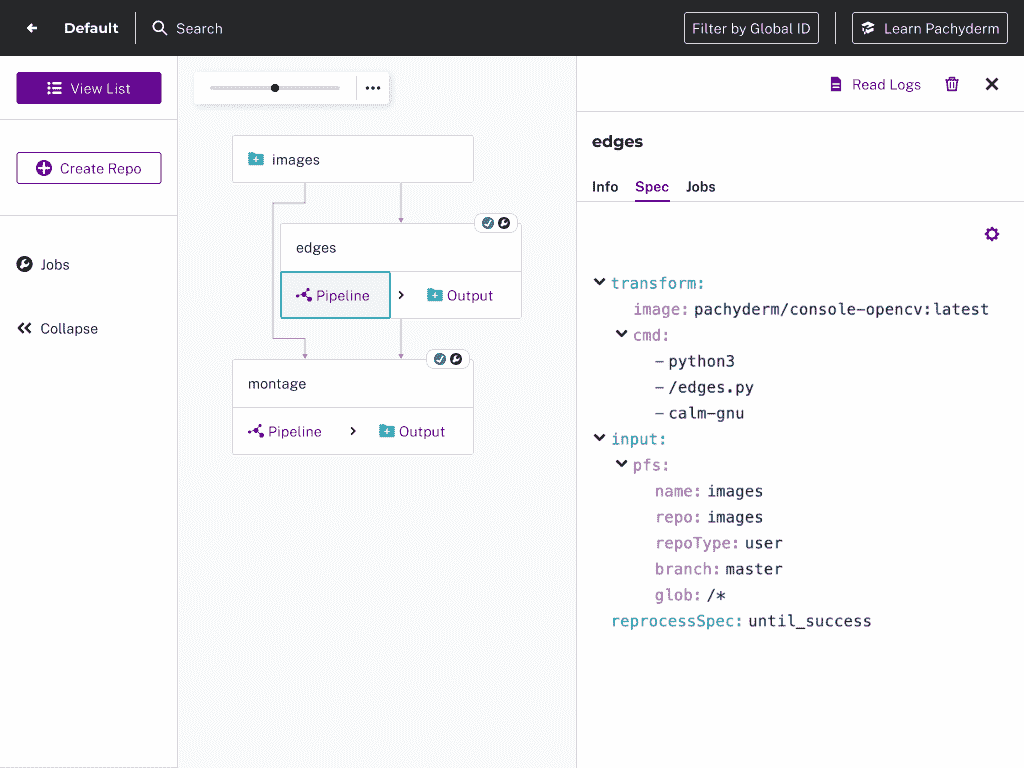 Default Search Filter by Global ID Learn Pachyderm
View List
Create Repo
Jobs
Collapse
images
edges
Pipeline Output
montage
Pipeline Output
Read Logs
edges
Info Spec Jobs
transform:
image: pachyderm/console-opencv:latest
cmd:
– python3
– /edges.py
– calm-gnu
input:
pfs:
name: images
repo: images
repoType: user
branch: master
glob: /*
reprocessSpec: until_success